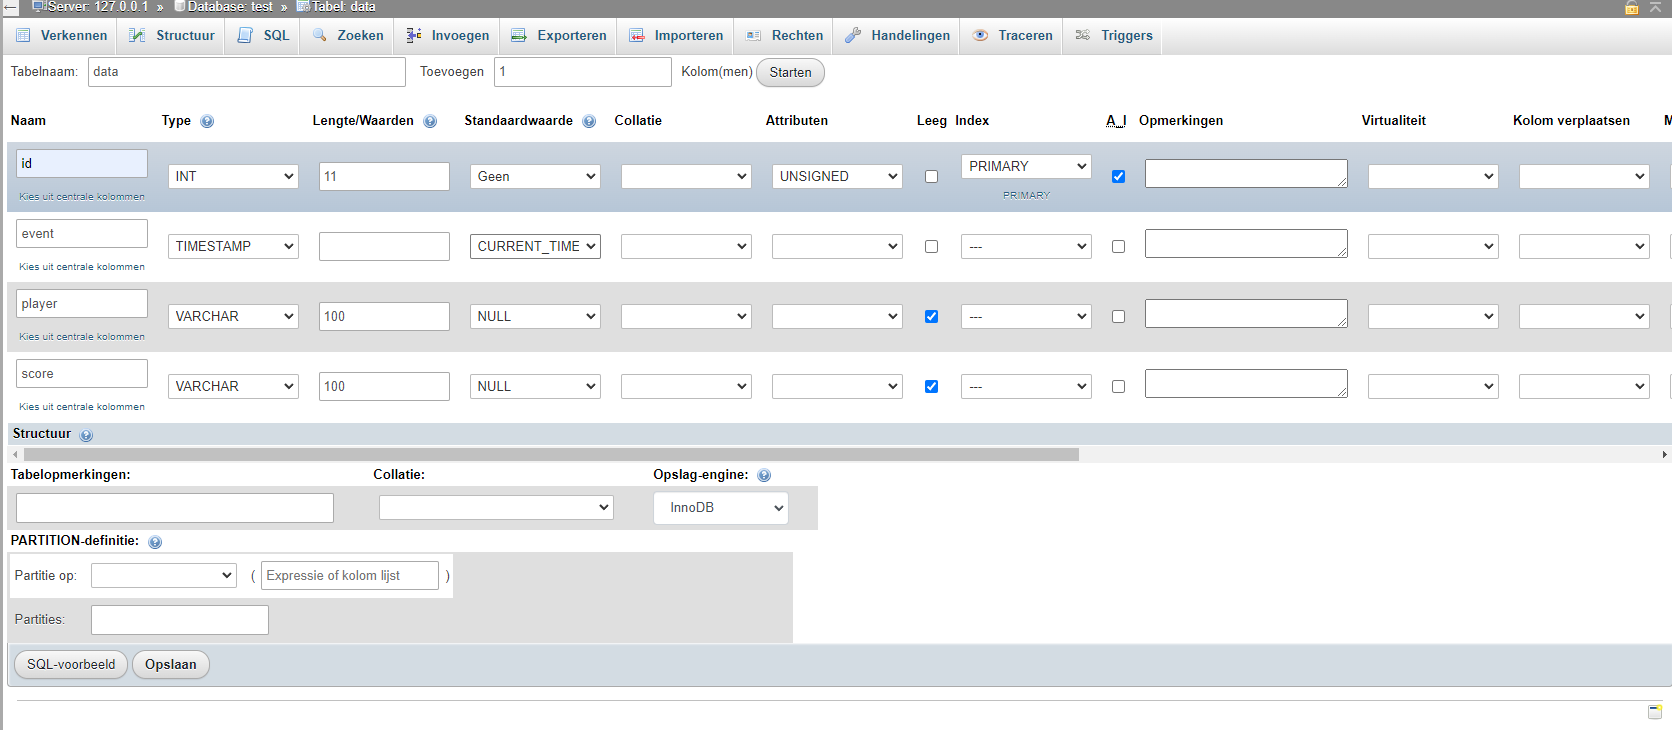 Server: 127.0.0.1 » Database: test » Tabel: data
Verkennen Structuur SQL Zoeken Invoegen Exporteren Importeren Rechten Handelingen Traceren Triggers
Tabelnaam: data Toevoegen 1 Kolom(men) Starten
Naam Type Lengte/Waarden Standaardwaarde Collatie Attributen Leeg Index A_I Opmerkingen Virtualiteit Kolom verplaatsen
id INT 11 Geen UNSIGNED PRIMARY
Kies uit centrale kolommen PRIMARY
event TIMESTAMP CURRENT_TIME ---
Kies uit centrale kolommen
player VARCHAR 100 NULL ---
Kies uit centrale kolommen
score VARCHAR 100 NULL ---
Kies uit centrale kolommen
Structuur
Tabelopmerkingen: Collatie: Opslag-engine:
InnoDB
PARTITION-definitie:
Partitie op: ( Expressie of kolom lijst )
Partities:
SQL-voorbeeld Opslaan